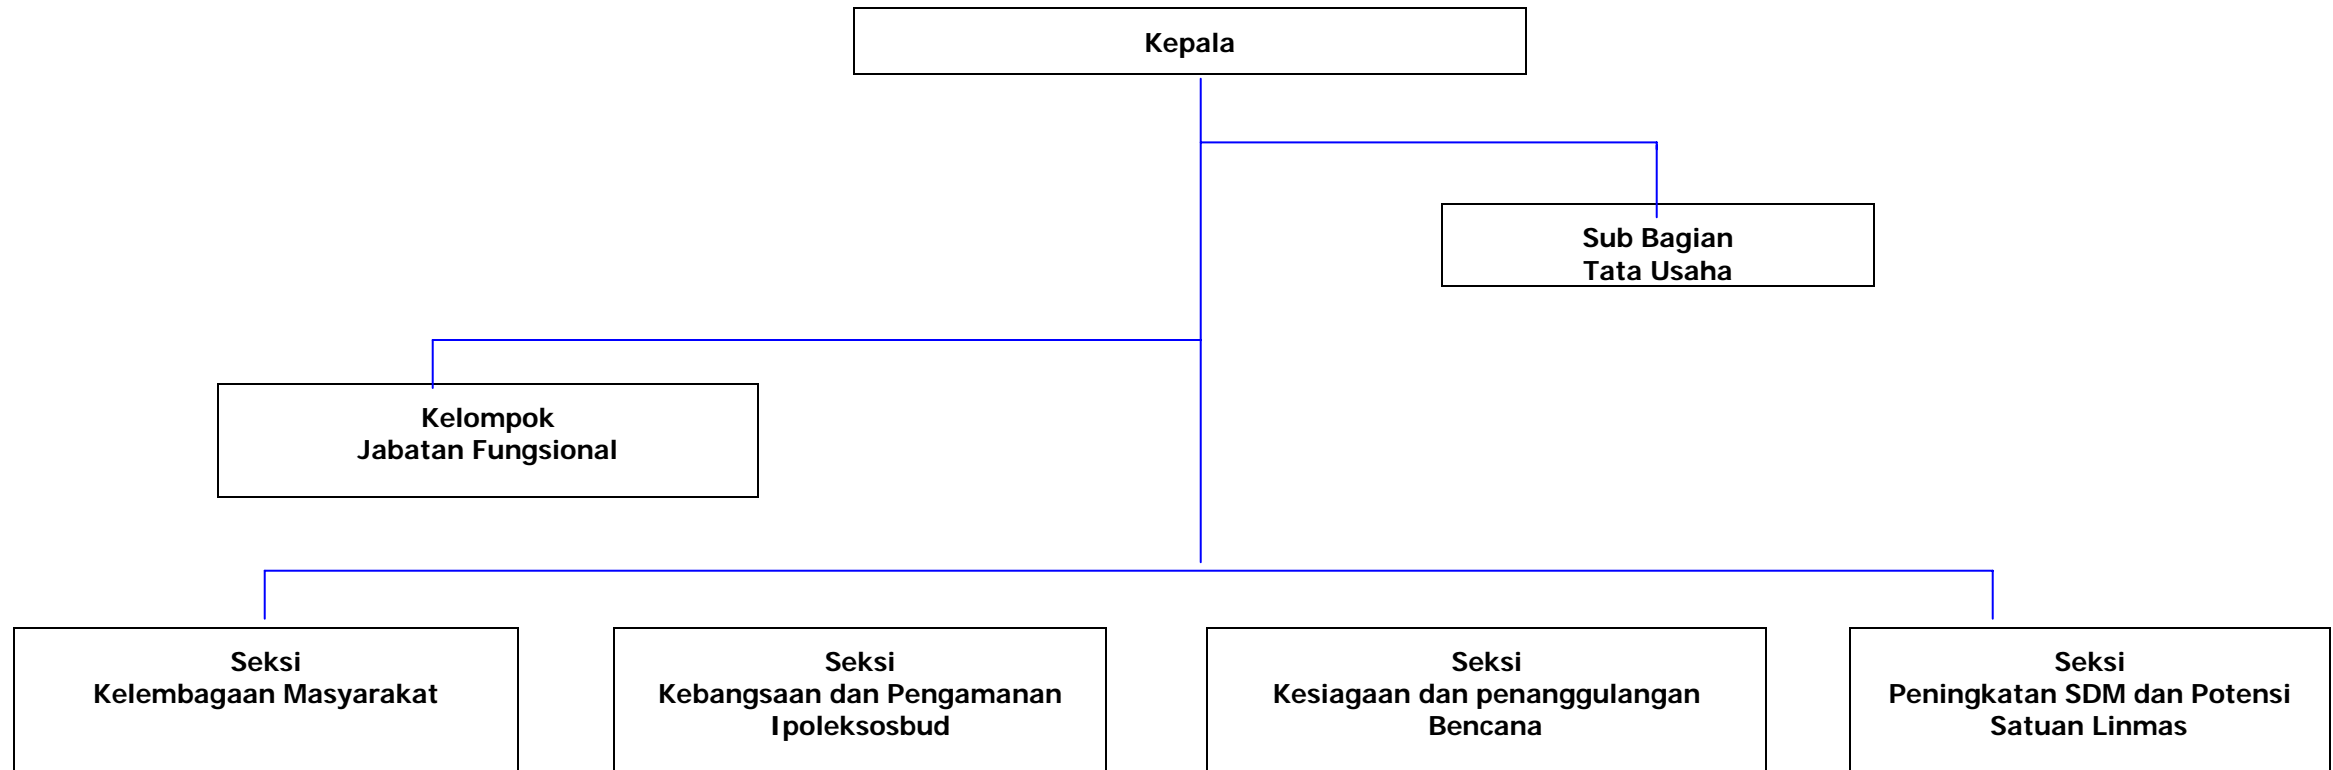 Kepala
Sub Bagian
Tata Usaha
Kelompok
Jabatan Fungsional
Seksi
Kelembagaan Masyarakat
Seksi
Kebangsaan dan Pengamanan
Ipoleksosbud
Seksi
Kesiagaan dan penanggulangan
Bencana
Seksi
Peningkatan SDM dan Potensi
Satuan Linmas